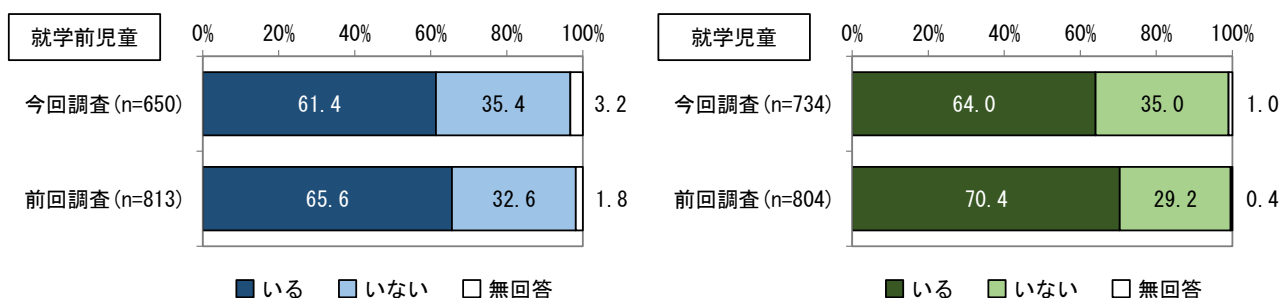 就学前児童
0% 20% 40% 60% 80% 100%
今回調査(n=650) 61.4 35.4 3.2
前回調査(n=813) 65.6 32.6 1.8
いる いない 無回答
就学児童
0% 20% 40% 60% 80% 100%
今回調査(n=734) 64.0 35.0 1.0
前回調査(n=804) 70.4 29.2 0.4
いる いない 無回答